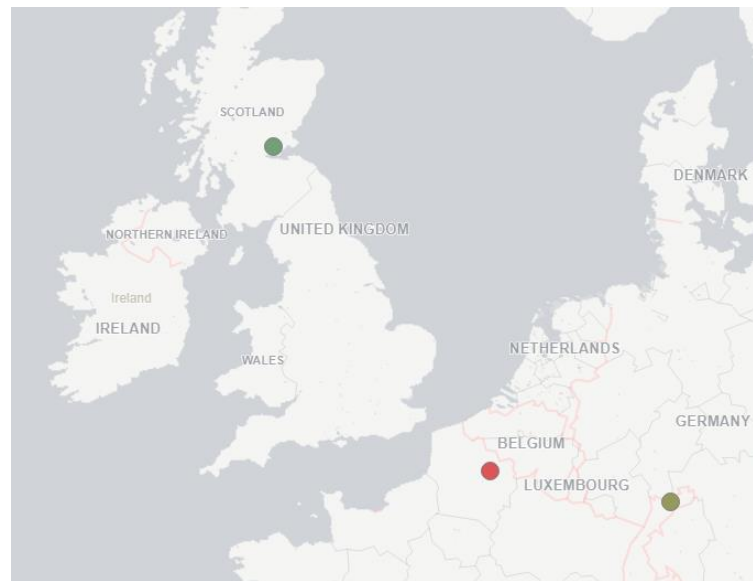 SCOTLAND
DENMARK
UNITED KINGDOM
NORTHERN IRELAND
Ireland
IRELAND
NETHERLANDS
WALES
GERMANY
BELGIUM
LUXEMBOURG